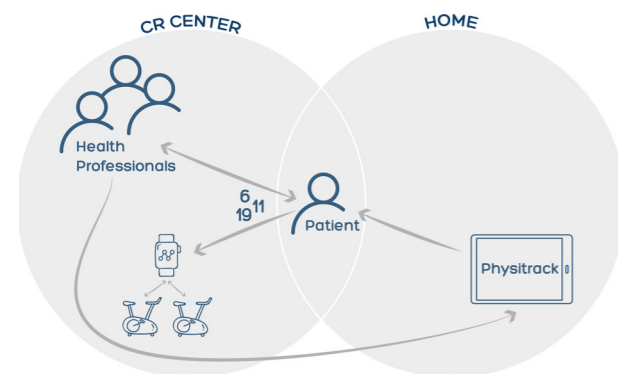 CR CENTER
HOME
Health
Professionals
6
19 11
Patient
Physitrack